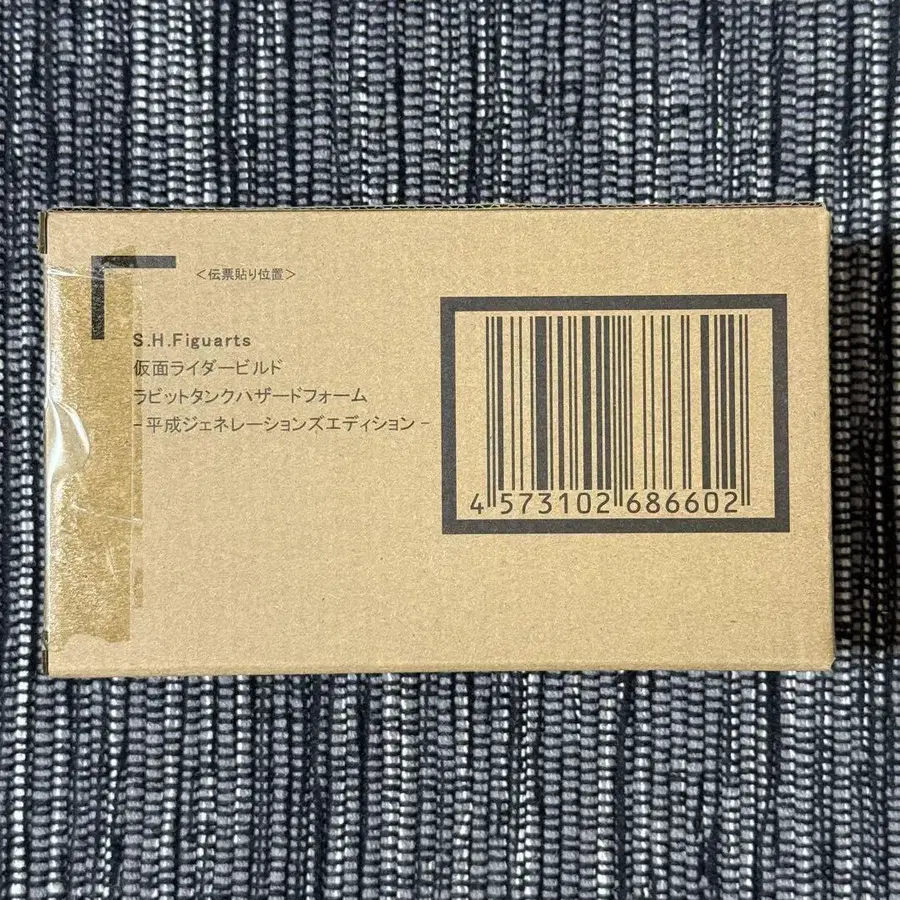 ＜伝票貼り位置＞
S.H.Figuarts
仮面ライダービルド
ラビットタンクハザードフォーム
-平成ジェネレーションズエディション-
4 573102 686602